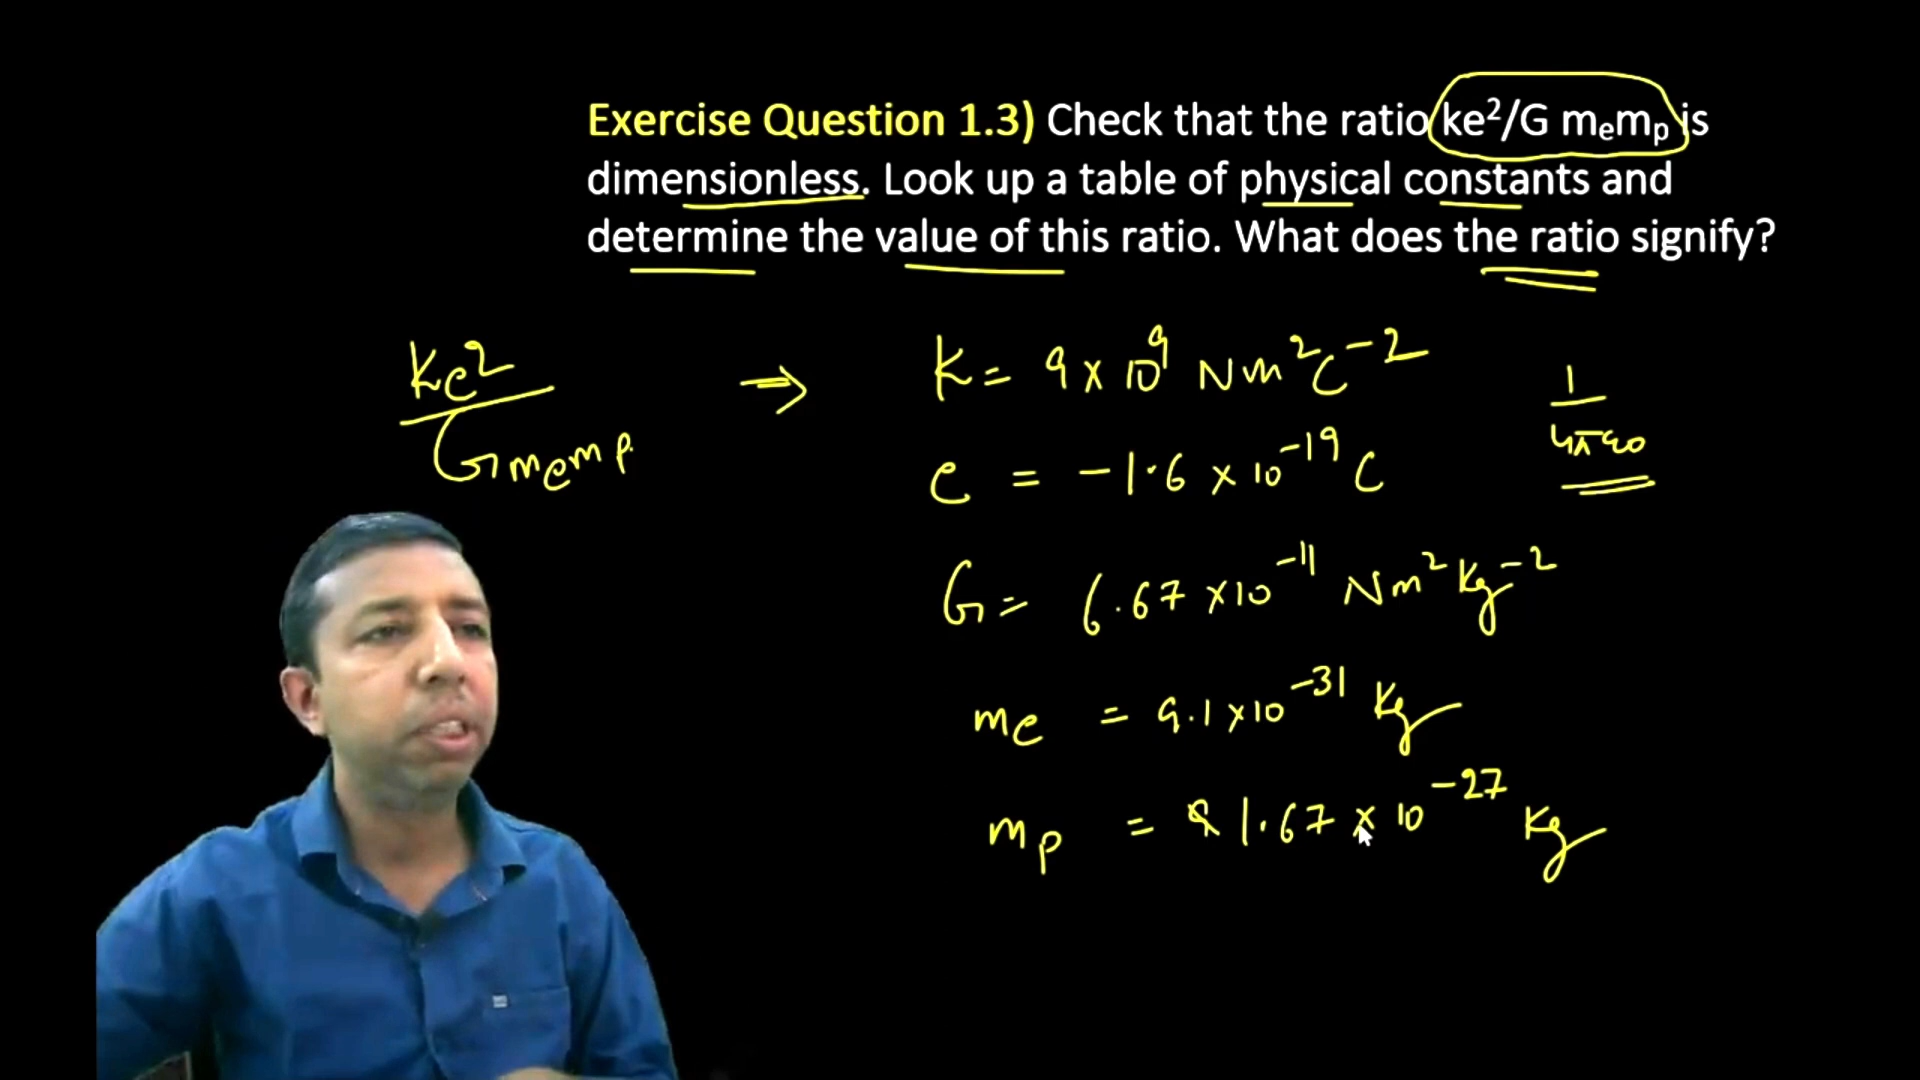 Exercise Question 1.3) Check that the ratio ke²/G mₑmₚ is
dimensionless. Look up a table of physical constants and
determine the value of this ratio. What does the ratio signify?
Ke²/Gmₑmₚ
⇒
K = 9 × 10⁹ Nm²C⁻²
e = -1.6 × 10⁻¹⁹ C
G = 6.67 × 10⁻¹¹ Nm² Kg⁻²
me = 9.1 × 10⁻³¹ Kg
mp = 1.67 × 10⁻²⁷ Kg
1/4πε0